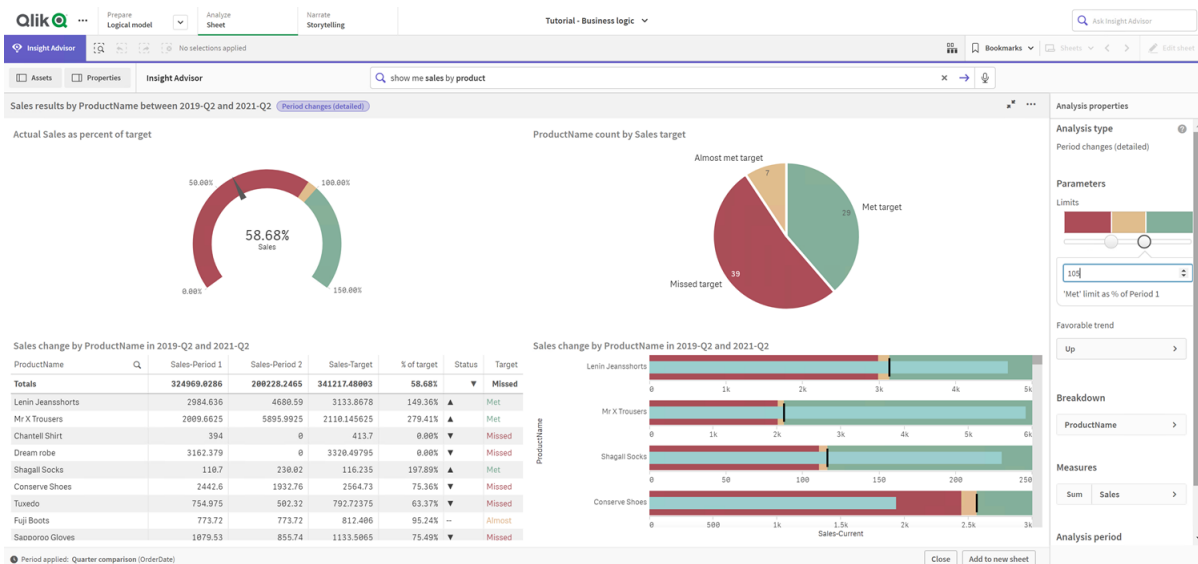 Qlik ... Prepare Logical model Analyze Sheet Narrate Storytelling Tutorial - Business logic Ask Insight Advisor
Insight Advisor No selections applied Bookmarks Sheets Edit sheet
Assets Properties Insight Advisor show me sales by product
Sales results by ProductName between 2019-Q2 and 2021-Q2 Period changes (detailed)
Actual Sales as percent of target
50.00% 100.00%
58.68%
Sales
0.00% 150.00%
ProductName count by Sales target
Almost met target
7
Met target
29
39
Missed target
Sales change by ProductName in 2019-Q2 and 2021-Q2
ProductName Sales-Period 1 Sales-Period 2 Sales-Target % of target Status Target
Totals 324969.0286 200228.2465 341217.48003 58.68% ▼ Missed
Lenin Jeansshorts 2984.636 4680.59 3133.8678 149.36% ▲ Met
Mr X Trousers 2009.6625 5895.9925 2110.145625 279.41% ▲ Met
Chantell Shirt 394 0 413.7 0.00% ▼ Missed
Dream robe 3162.379 0 3320.49795 0.00% ▼ Missed
Shagall Socks 110.7 230.02 116.235 197.89% ▲ Met
Conserve Shoes 2442.6 1932.76 2564.73 75.36% ▼ Missed
Tuxedo 754.975 502.32 792.72375 63.37% ▼ Missed
Fuji Boots 773.72 773.72 812.406 95.24% -- Almost
Sapporoo Gloves 1079.53 855.74 1133.5065 75.49% ▼ Missed
Sales change by ProductName in 2019-Q2 and 2021-Q2
ProductName
Lenin Jeansshorts
0 1k 2k 3k 4k 5k
Mr X Trousers
0 1k 2k 3k 4k 5k 6k
Shagall Socks
0 50 100 150 200 250
Conserve Shoes
0 500 1k 1.5k 2k 2.5k 3k
Sales-Current
Analysis properties
Analysis type
Period changes (detailed)
Parameters
Limits
105
'Met' limit as % of Period 1
Favorable trend
Up
Breakdown
ProductName
Measures
Sum Sales
Analysis period
Period applied: Quarter comparison (OrderDate) Close Add to new sheet